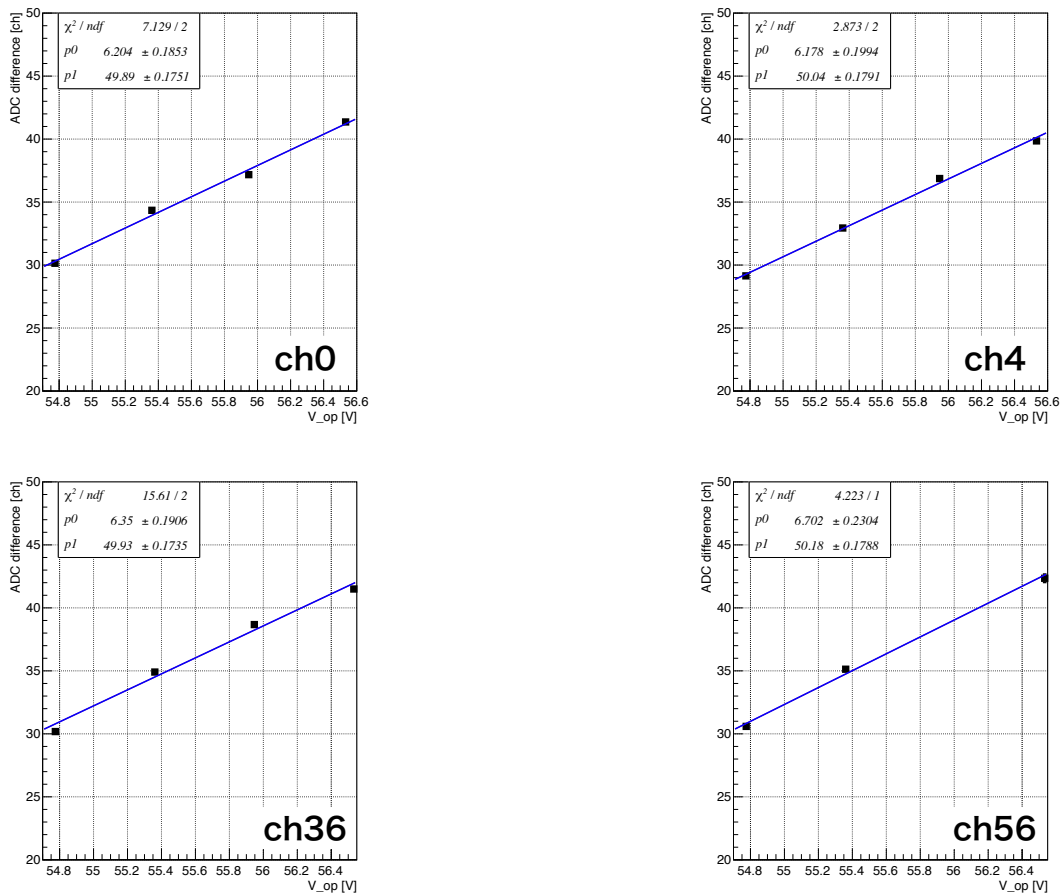 ADC difference [ch]
χ² / ndf 7.129 / 2
p0 6.204 ± 0.1853
p1 49.89 ± 0.1751
50
45
40
35
30
25
20
ch0
54.8 55 55.2 55.4 55.6 55.8 56 56.2 56.4 56.6
V_op [V]
ADC difference [ch]
χ² / ndf 2.873 / 2
p0 6.178 ± 0.1994
p1 50.04 ± 0.1791
50
45
40
35
30
25
20
ch4
54.8 55 55.2 55.4 55.6 55.8 56 56.2 56.4 56.6
V_op [V]
ADC difference [ch]
χ² / ndf 15.61 / 2
p0 6.35 ± 0.1906
p1 49.93 ± 0.1735
50
45
40
35
30
25
20
ch36
54.8 55 55.2 55.4 55.6 55.8 56 56.2 56.4
V_op [V]
ADC difference [ch]
χ² / ndf 4.223 / 1
p0 6.702 ± 0.2304
p1 50.18 ± 0.1788
50
45
40
35
30
25
20
ch56
54.8 55 55.2 55.4 55.6 55.8 56 56.2 56.4
V_op [V]